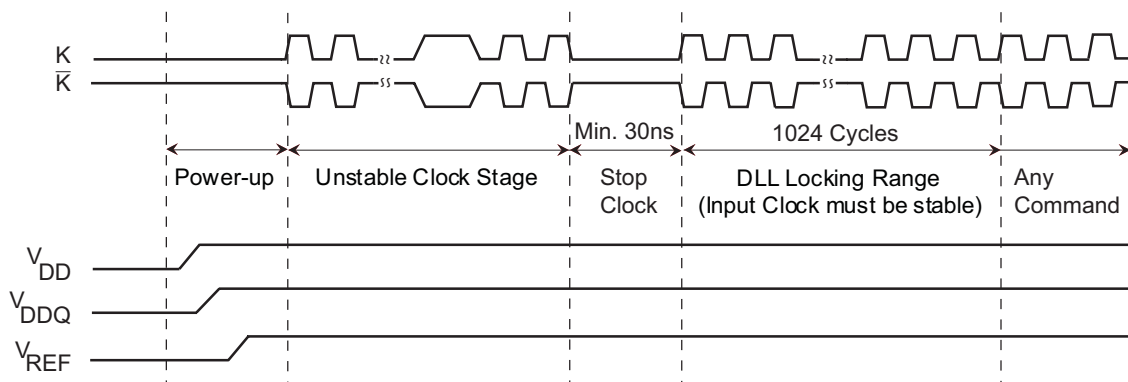 K
K̅
Min. 30ns
1024 Cycles
Power-up
Unstable Clock Stage
Stop
Clock
DLL Locking Range
(Input Clock must be stable)
Any
Command
VDD
VDDQ
VREF